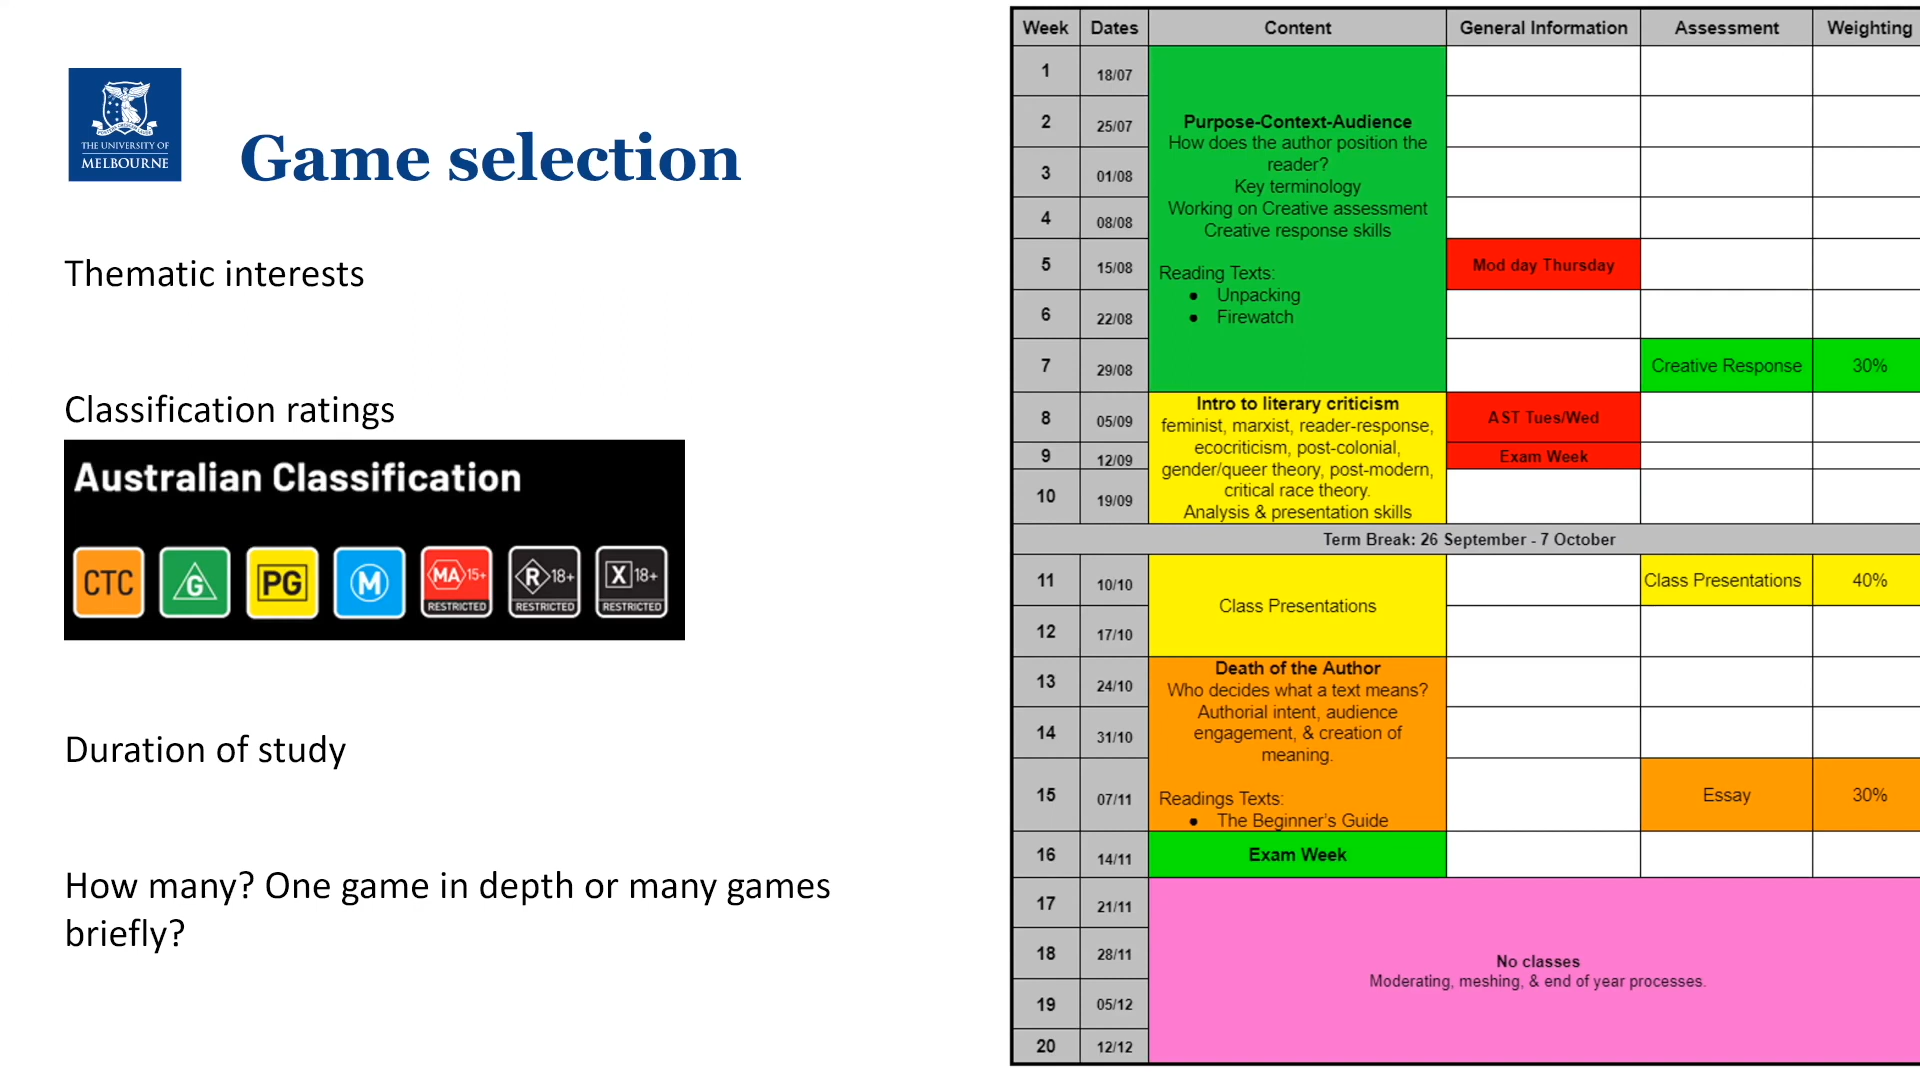 THE UNIVERSITY OF
MELBOURNE
Game selection
Thematic interests
Classification ratings
Australian Classification
CTC
G
PG
M
MA 15+
RESTRICTED
R 18+
RESTRICTED
X 18+
RESTRICTED
Duration of study
How many? One game in depth or many games
briefly?
Week Dates Content General Information Assessment Weighting
1 18/07
2 25/07
3 01/08
4 08/08
5 15/08
6 22/08
7 29/08
Purpose-Context-Audience
How does the author position the
reader?
Key terminology
Working on Creative assessment
Creative response skills
Reading Texts:
● Unpacking
● Firewatch
Mod day Thursday
Creative Response 30%
8 05/09
9 12/09
10 19/09
Intro to literary criticism
feminist, marxist, reader-response,
ecocriticism, post-colonial,
gender/queer theory, post-modern,
critical race theory.
Analysis & presentation skills
AST Tues/Wed
Exam Week
Term Break: 26 September - 7 October
11 10/10
12 17/10
Class Presentations
Class Presentations 40%
13 24/10
14 31/10
15 07/11
Death of the Author
Who decides what a text means?
Authorial intent, audience
engagement, & creation of
meaning.
Readings Texts:
● The Beginner's Guide
Essay 30%
16 14/11 Exam Week
17 21/11
18 28/11
19 05/12
20 12/12
No classes
Moderating, meshing, & end of year processes.